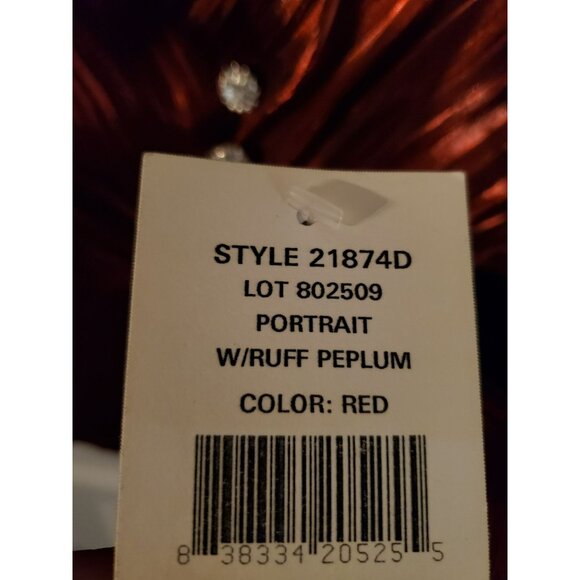 STYLE 21874D
LOT 802509
PORTRAIT
W/RUFF PEPLUM
COLOR: RED
8 38334 20525 5